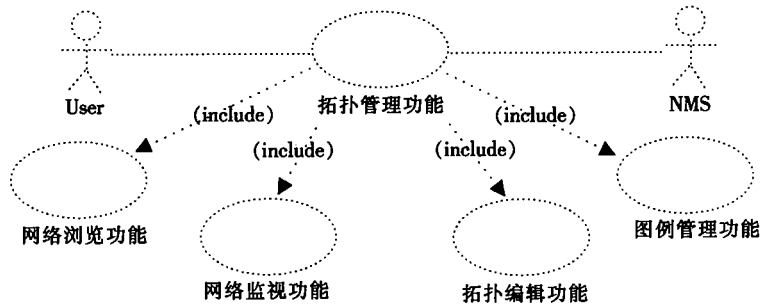 User
拓扑管理功能
NMS
(include)
(include)
(include)
(include)
网络浏览功能
图例管理功能
网络监视功能
拓扑编辑功能